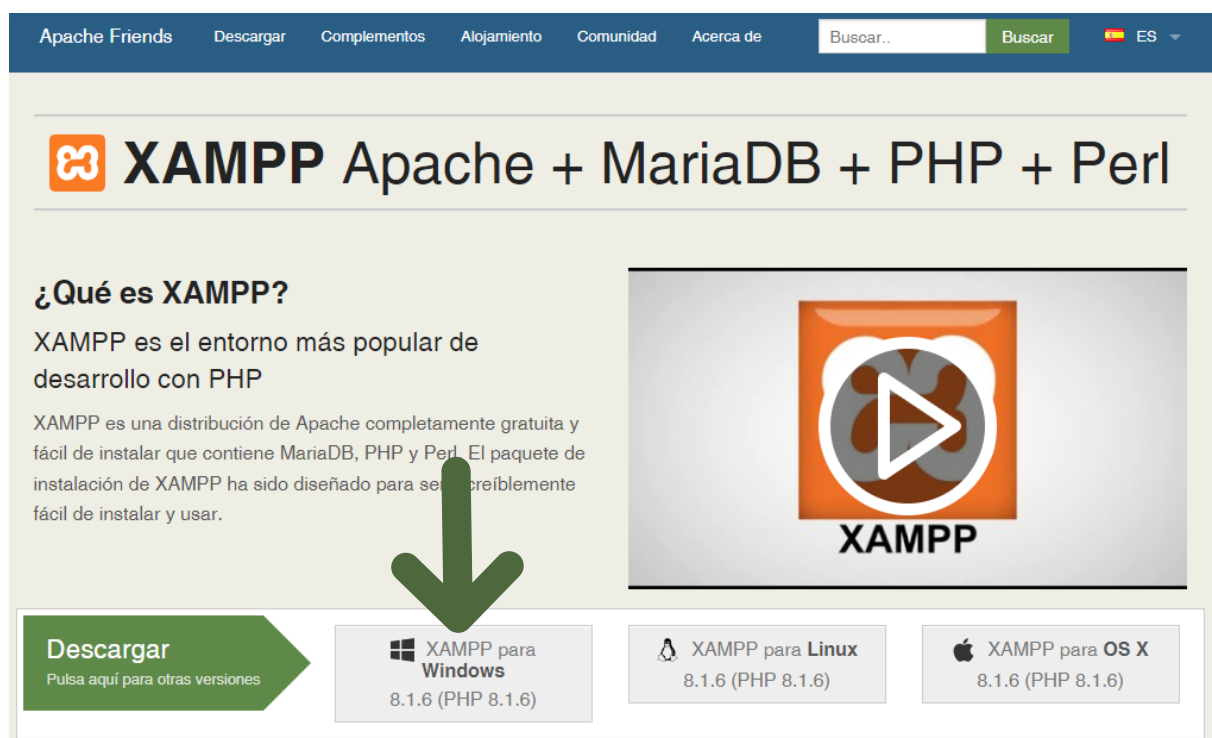 Apache Friends Descargar Complementos Alojamiento Comunidad Acerca de Buscar.. Buscar ES
XAMPP Apache + MariaDB + PHP + Perl
¿Qué es XAMPP?
XAMPP es el entorno más popular de
desarrollo con PHP
XAMPP es una distribución de Apache completamente gratuita y
fácil de instalar que contiene MariaDB, PHP y Perl. El paquete de
instalación de XAMPP ha sido diseñado para ser increíblemente
fácil de instalar y usar.
XAMPP
Descargar
Pulsa aquí para otras versiones
XAMPP para
Windows
8.1.6 (PHP 8.1.6)
XAMPP para Linux
8.1.6 (PHP 8.1.6)
XAMPP para OS X
8.1.6 (PHP 8.1.6)